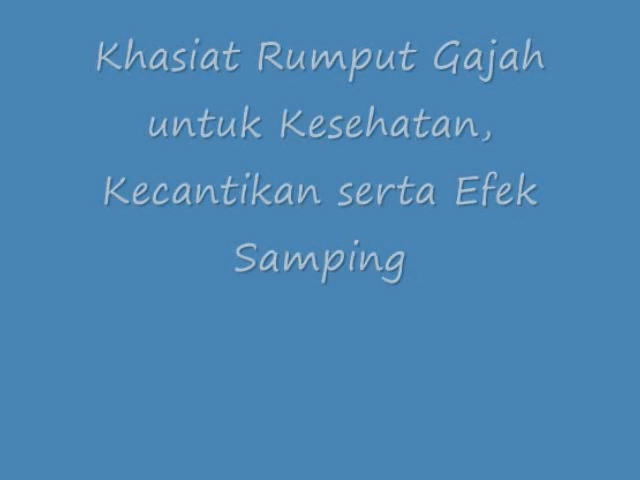 Khasiat Rumput Gajah
untuk Kesehatan,
Kecantikan serta Efek
Samping